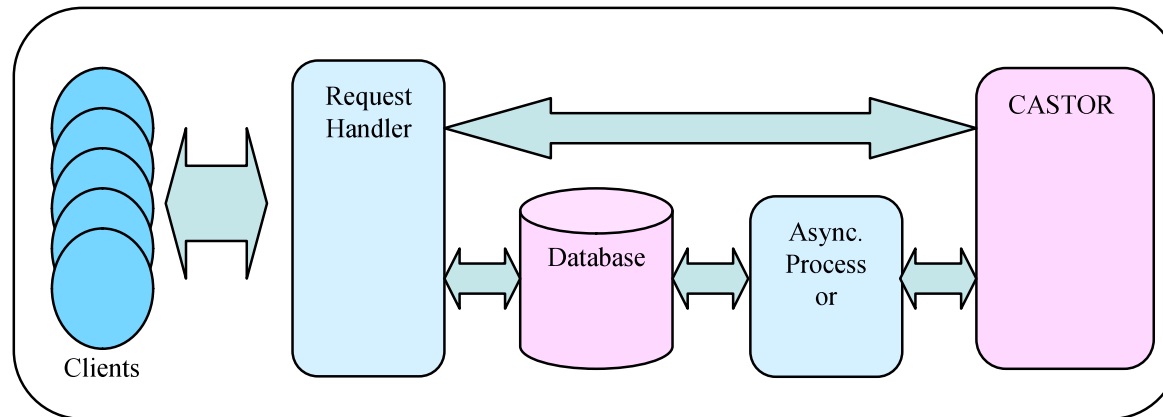 Request
Handler
CASTOR
Database
Async.
Process
or
Clients